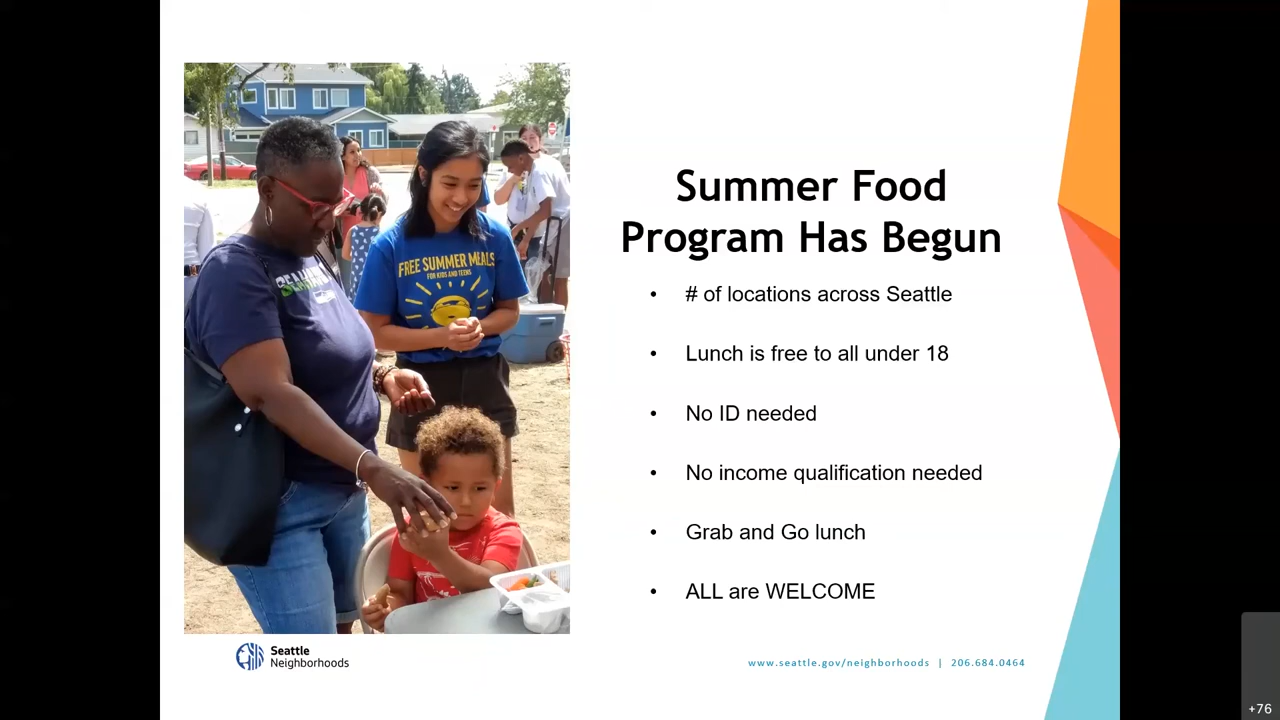 Summer Food
Program Has Begun
• # of locations across Seattle
• Lunch is free to all under 18
• No ID needed
• No income qualification needed
• Grab and Go lunch
• ALL are WELCOME
FREE SUMMER MEALS
FOR KIDS AND TEENS
Seattle
Neighborhoods
www.seattle.gov/neighborhoods | 206.684.0464
+76